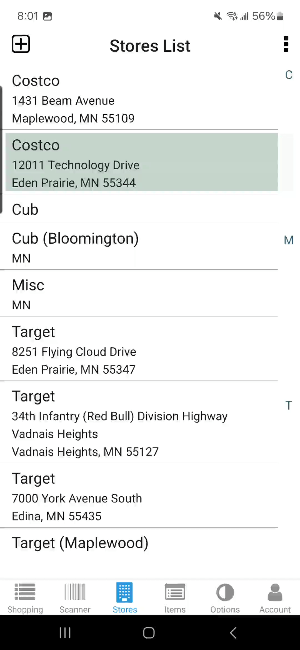 8:01
56%
Stores List
C
Costco
1431 Beam Avenue
Maplewood, MN 55109
Costco
12011 Technology Drive
Eden Prairie, MN 55344
Cub
Cub (Bloomington)
M
MN
Misc
MN
Target
8251 Flying Cloud Drive
Eden Prairie, MN 55347
Target
T
34th Infantry (Red Bull) Division Highway
Vadnais Heights
Vadnais Heights, MN 55127
Target
7000 York Avenue South
Edina, MN 55435
Target (Maplewood)
Shopping Scanner Stores Items Options Account